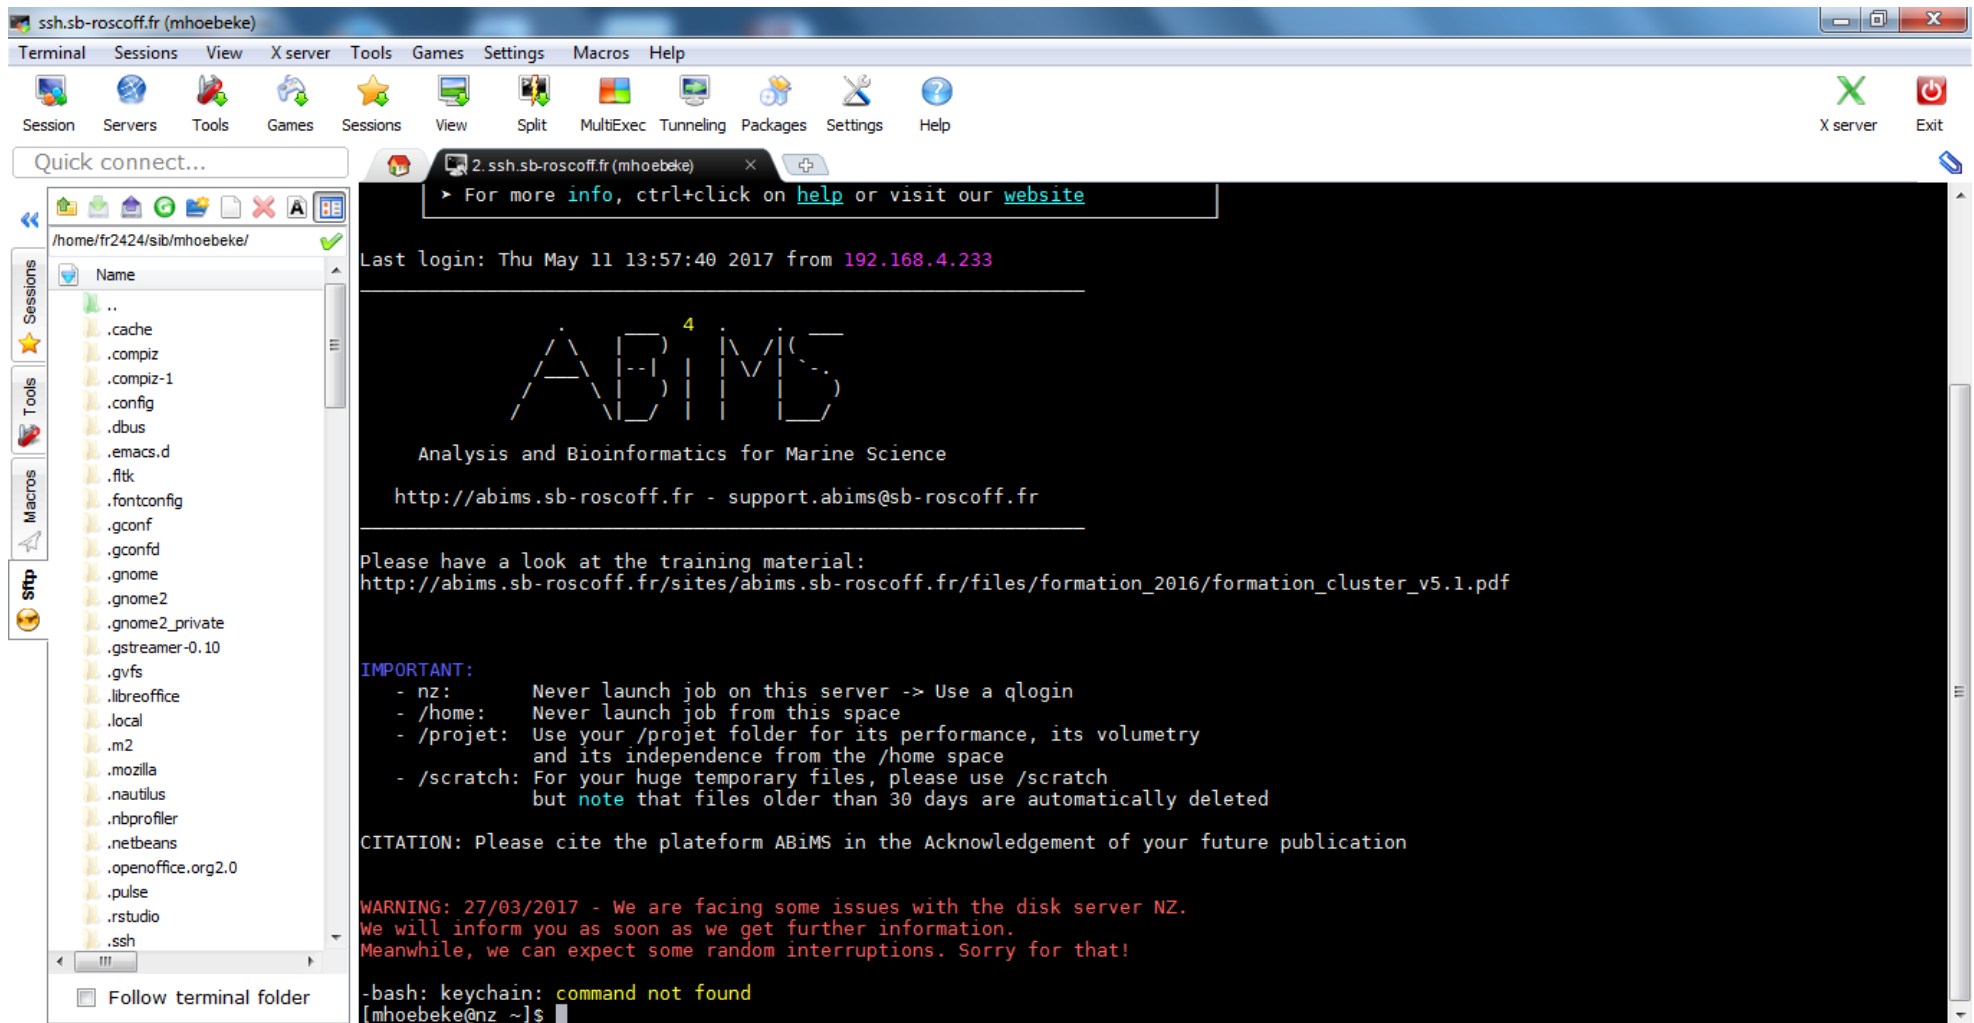 ssh.sb-roscoff.fr (mhoebeke)
Terminal Sessions View X server Tools Games Settings Macros Help
Session Servers Tools Games Sessions View Split MultiExec Tunneling Packages Settings Help X server Exit
Quick connect...
2. ssh.sb-roscoff.fr (mhoebeke)
/home/fr2424/sib/mhoebeke/
Name
..
.cache
.compiz
.compiz-1
.config
.dbus
.emacs.d
.fltk
.fontconfig
.gconf
.gconfd
.gnome
.gnome2
.gnome2_private
.gstreamer-0.10
.gvfs
.libreoffice
.local
.m2
.mozilla
.nautilus
.nbprofiler
.netbeans
.openoffice.org2.0
.pulse
.rstudio
.ssh
Follow terminal folder
Sessions
Tools
Macros
Sftp
➤ For more info, ctrl+click on help or visit our website
Last login: Thu May 11 13:57:40 2017 from 192.168.4.233
4
ABiMS
Analysis and Bioinformatics for Marine Science
http://abims.sb-roscoff.fr - support.abims@sb-roscoff.fr
Please have a look at the training material:
http://abims.sb-roscoff.fr/sites/abims.sb-roscoff.fr/files/formation_2016/formation_cluster_v5.1.pdf
IMPORTANT:
- nz: Never launch job on this server -> Use a qlogin
- /home: Never launch job from this space
- /projet: Use your /projet folder for its performance, its volumetry
and its independence from the /home space
- /scratch: For your huge temporary files, please use /scratch
but note that files older than 30 days are automatically deleted
CITATION: Please cite the plateform ABiMS in the Acknowledgement of your future publication
WARNING: 27/03/2017 - We are facing some issues with the disk server NZ.
We will inform you as soon as we get further information.
Meanwhile, we can expect some random interruptions. Sorry for that!
-bash: keychain: command not found
[mhoebeke@nz ~]$